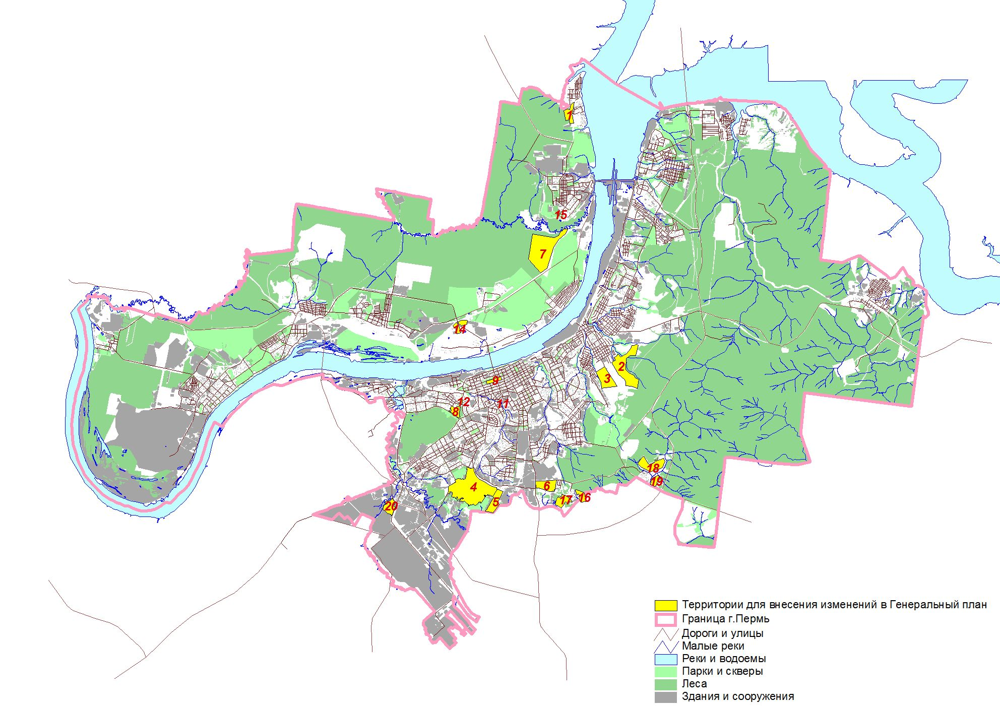 1
15
7
14
2
3
9
12
11
8
18
19
4
6
5
17
16
20
Территории для внесения изменений в Генеральный план
Граница г.Пермь
Дороги и улицы
Малые реки
Реки и водоемы
Парки и скверы
Леса
Здания и сооружения